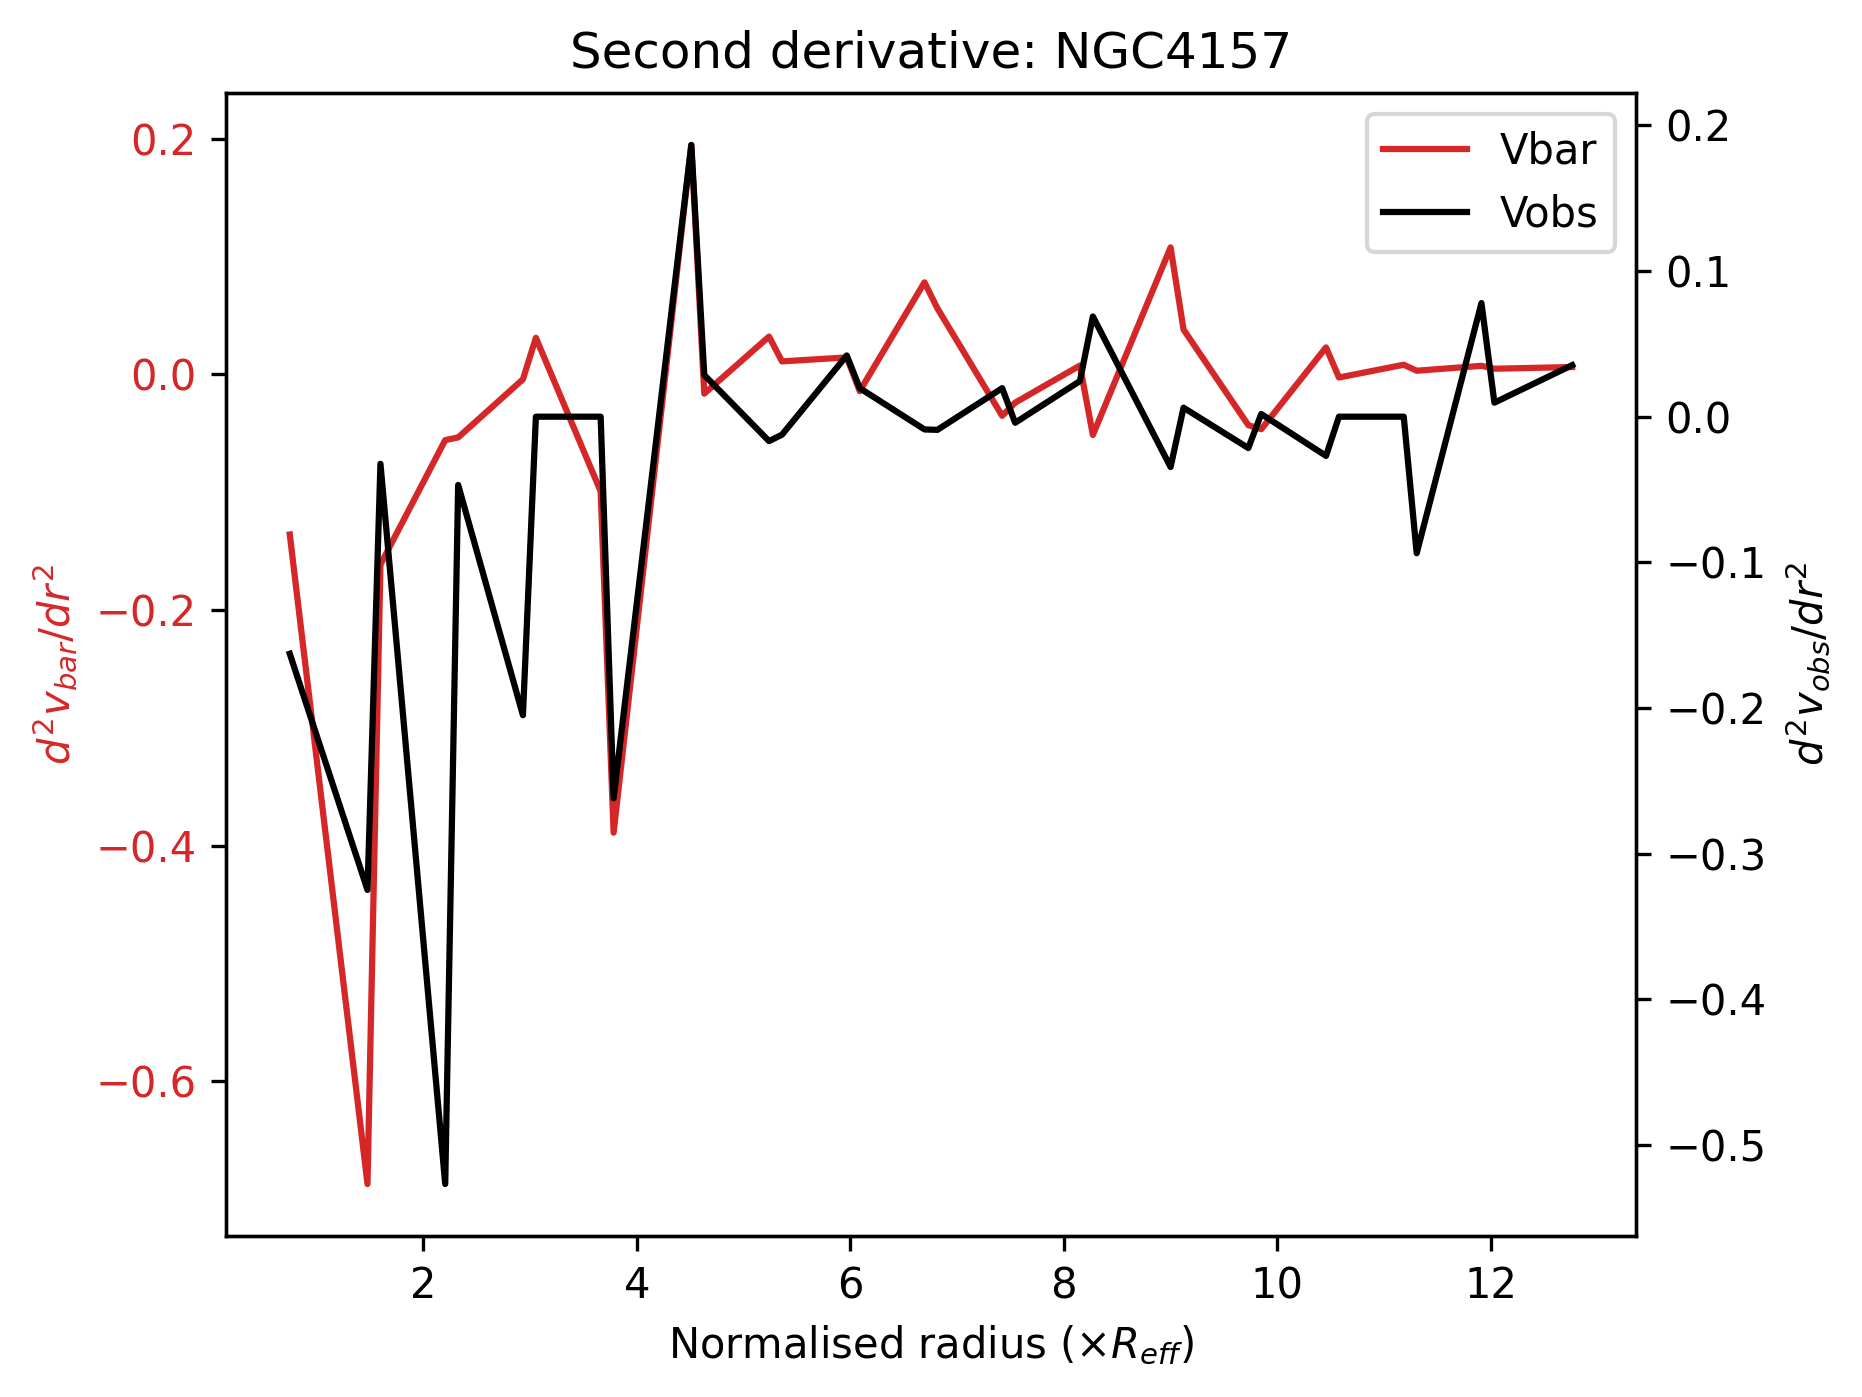 Second derivative: NGC4157
Vbar
Vobs
0.2
0.0
−0.2
−0.4
−0.6
d²v_bar/dr²
0.2
0.1
0.0
−0.1
−0.2
−0.3
−0.4
−0.5
d²v_obs/dr²
2 4 6 8 10 12
Normalised radius (×R_eff)